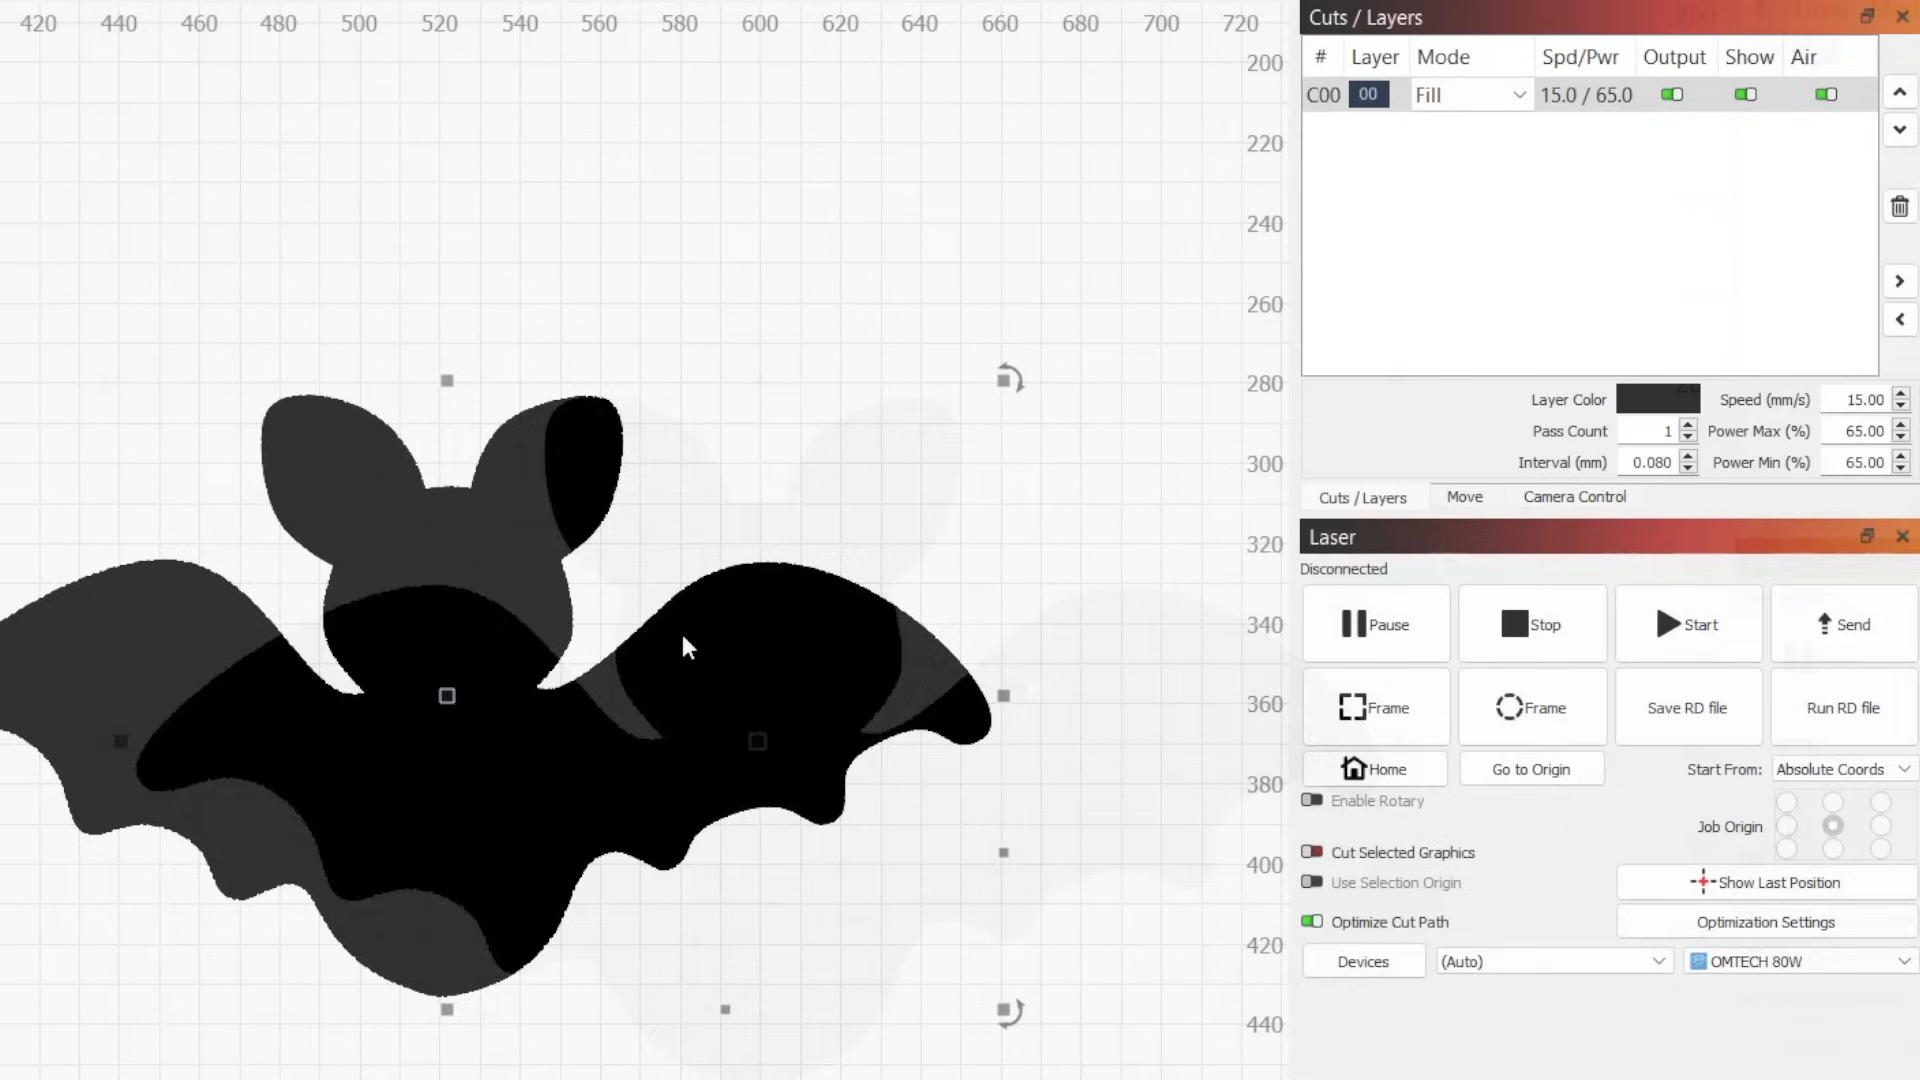 420 440 460 480 500 520 540 560 580 600 620 640 660 680 700 720
200
220
240
260
280
300
320
340
360
380
400
420
440
Cuts / Layers
# Layer Mode Spd/Pwr Output Show Air
C00 00 Fill 15.0 / 65.0
Layer Color Speed (mm/s) 15.00
Pass Count 1 Power Max (%) 65.00
Interval (mm) 0.080 Power Min (%) 65.00
Cuts / Layers Move Camera Control
Laser
Disconnected
Pause Stop Start Send
Frame Frame Save RD file Run RD file
Home Go to Origin Start From: Absolute Coords
Enable Rotary
Job Origin
Cut Selected Graphics
Use Selection Origin Show Last Position
Optimize Cut Path Optimization Settings
Devices (Auto) OMTECH 80W